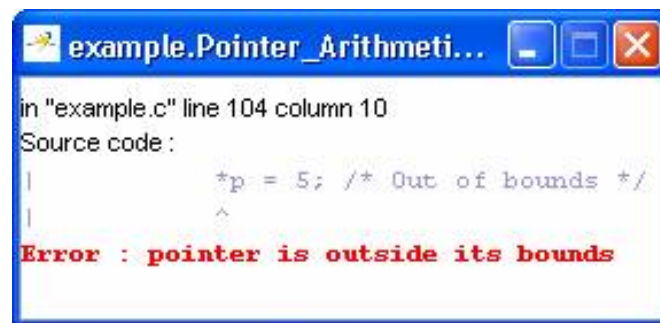 example.Pointer_Arithmeti...
in "example.c" line 104 column 10
Source code :
| *p = 5; /* Out of bounds */
| ^
Error : pointer is outside its bounds